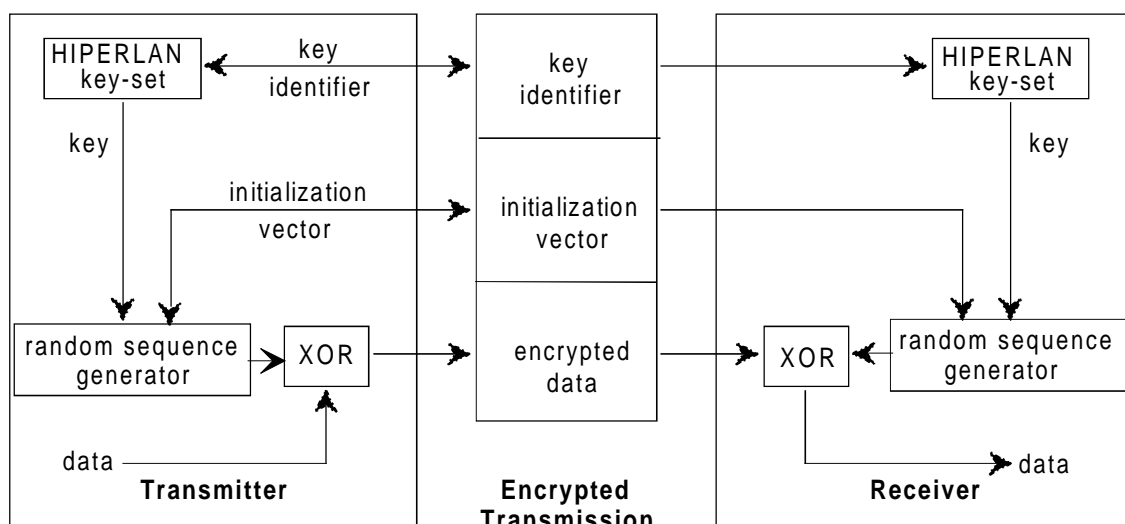 HIPERLAN
key-set
key
identifier
key
identifier
HIPERLAN
key-set
key
key
initialization
vector
initialization
vector
random sequence
generator
XOR
encrypted
data
XOR
random sequence
generator
data
data
Transmitter
Encrypted
Transmission
Receiver